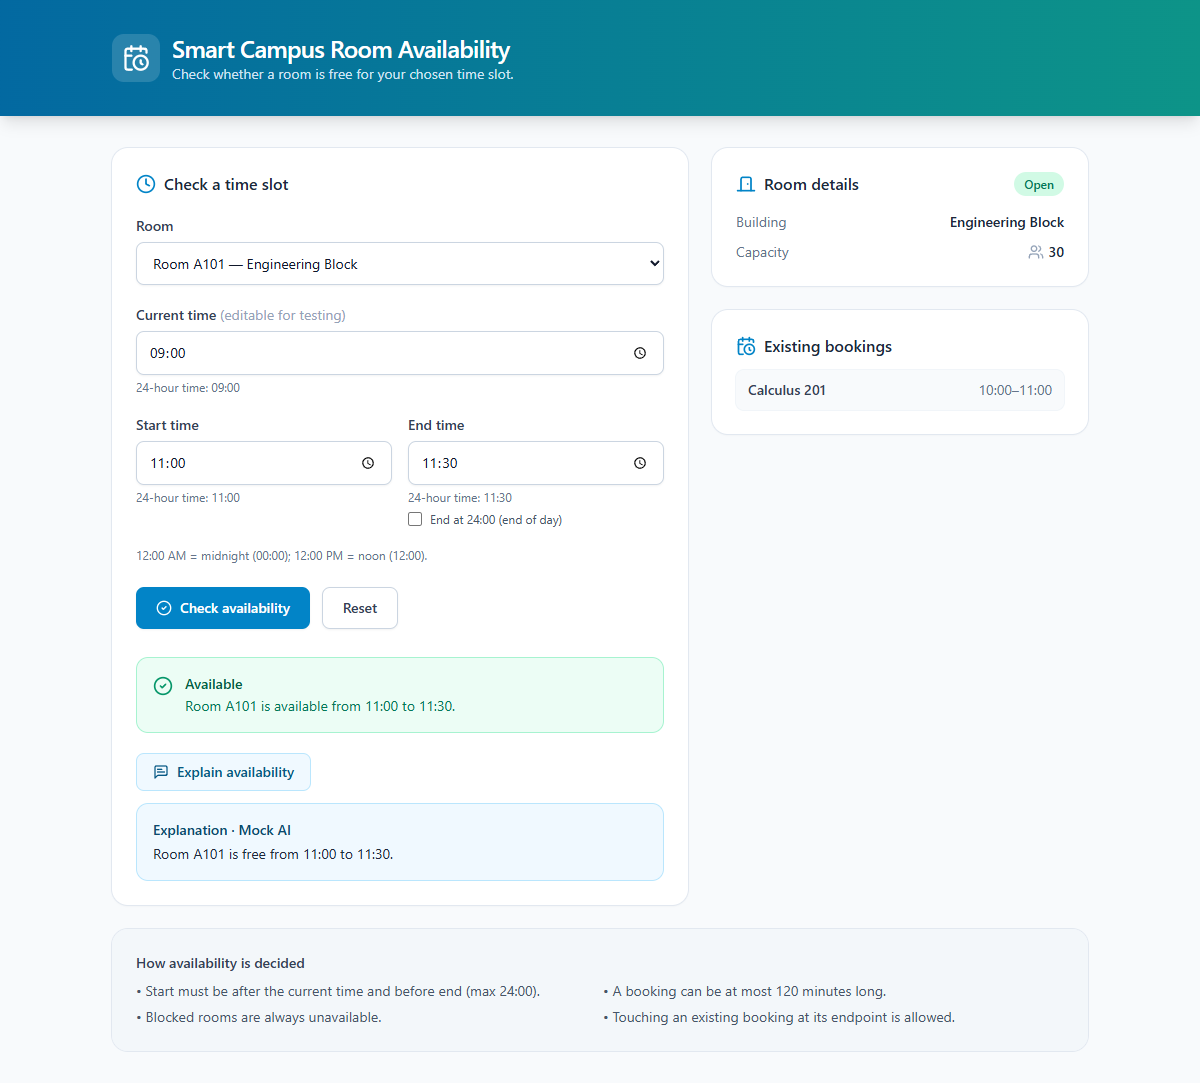 Smart Campus Room Availability
Check whether a room is free for your chosen time slot.
Check a time slot
Room
Room A101 — Engineering Block
Current time (editable for testing)
09:00
24-hour time: 09:00
Start time
11:00
24-hour time: 11:00
End time
11:30
24-hour time: 11:30
End at 24:00 (end of day)
12:00 AM = midnight (00:00); 12:00 PM = noon (12:00).
Check availability
Reset
Available
Room A101 is available from 11:00 to 11:30.
Explain availability
Explanation · Mock AI
Room A101 is free from 11:00 to 11:30.
Room details
Open
Building Engineering Block
Capacity 30
Existing bookings
Calculus 201 10:00–11:00
How availability is decided
• Start must be after the current time and before end (max 24:00).
• A booking can be at most 120 minutes long.
• Blocked rooms are always unavailable.
• Touching an existing booking at its endpoint is allowed.